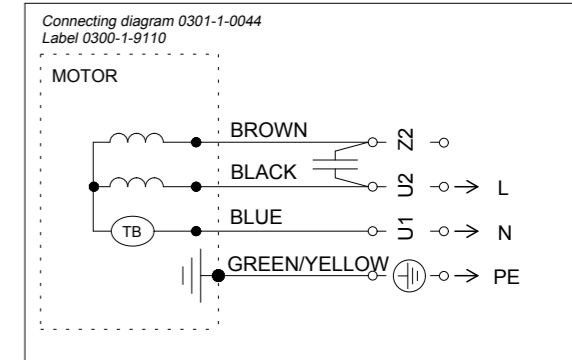 Connecting diagram 0301-1-0044
Label 0300-1-9110
MOTOR
BROWN Z2
BLACK U2 L
TB BLUE U1 N
GREEN/YELLOW PE